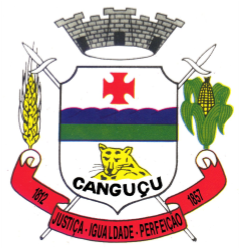 CANGUÇU
1812
JUSTIÇA - IGUALDADE - PERFEIÇÃO
1857